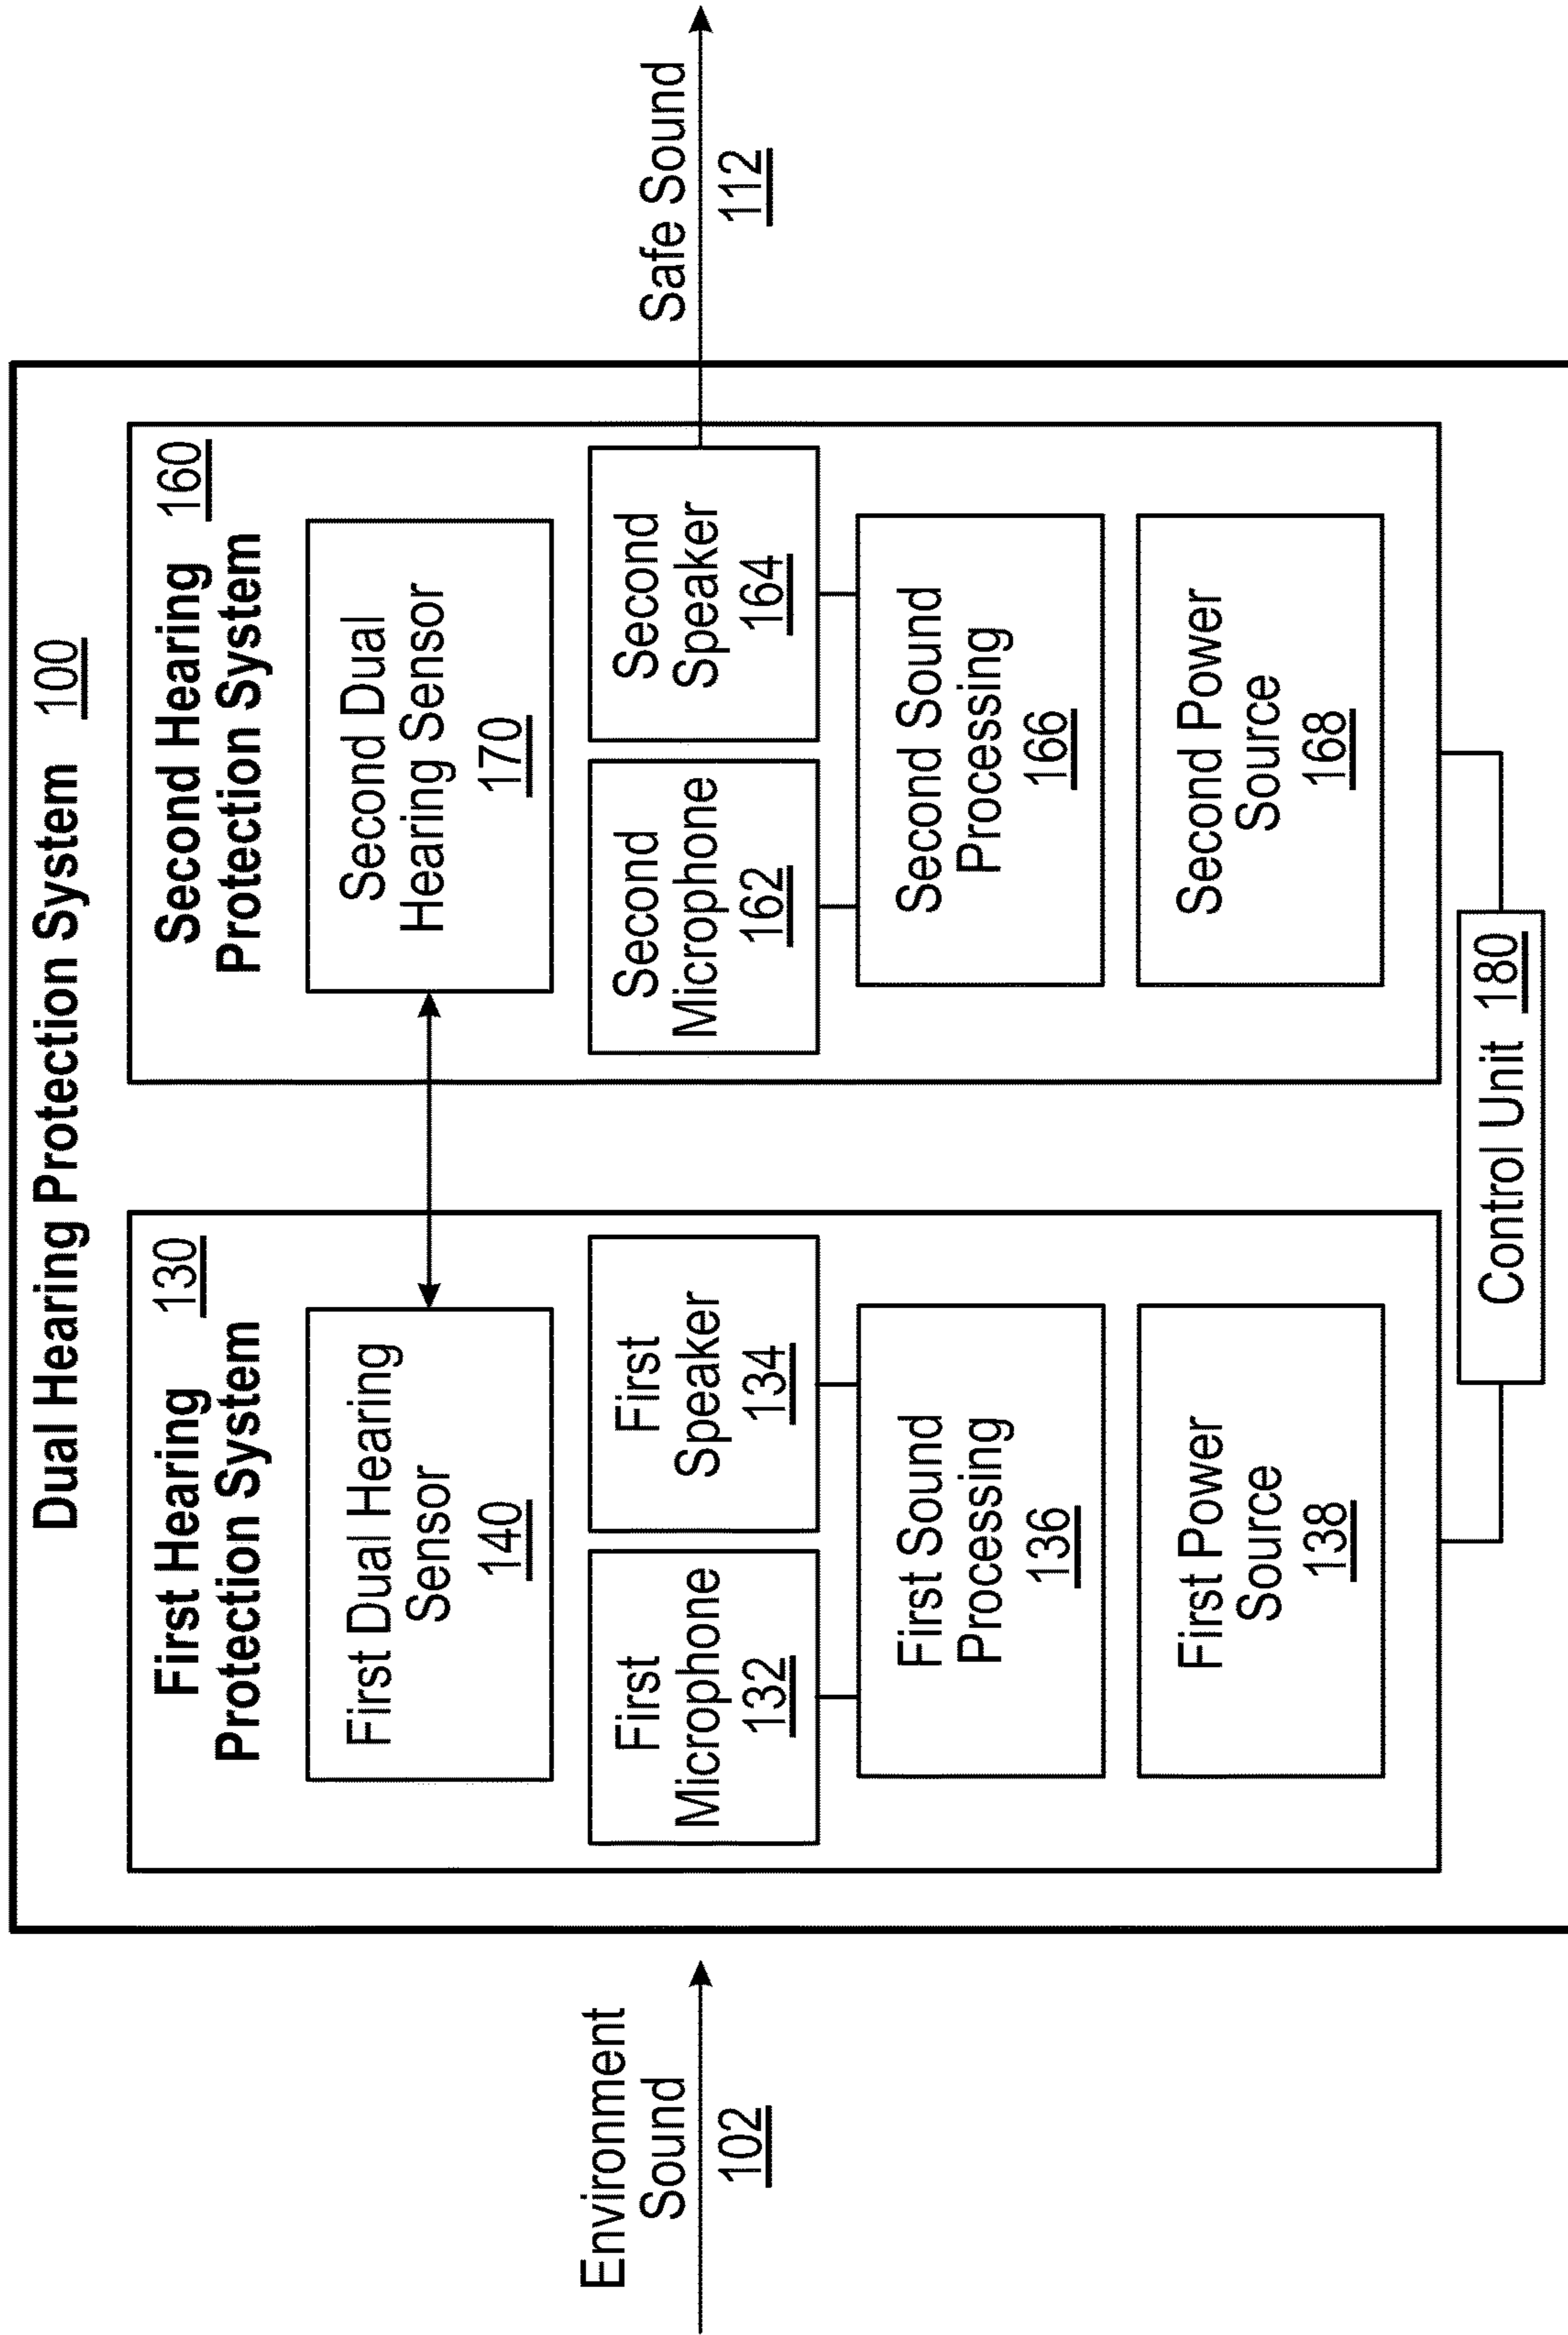 Dual Hearing Protection System 100
Environment
Sound
102
First Hearing
Protection System
130
First Dual Hearing
Sensor
140
First
Microphone
132
First
Speaker
134
First Sound
Processing
136
First Power
Source
138
Second Hearing
Protection System
160
Second Dual
Hearing Sensor
170
Second
Microphone
162
Second
Speaker
164
Second Sound
Processing
166
Second Power
Source
168
Control Unit 180
Safe Sound
112